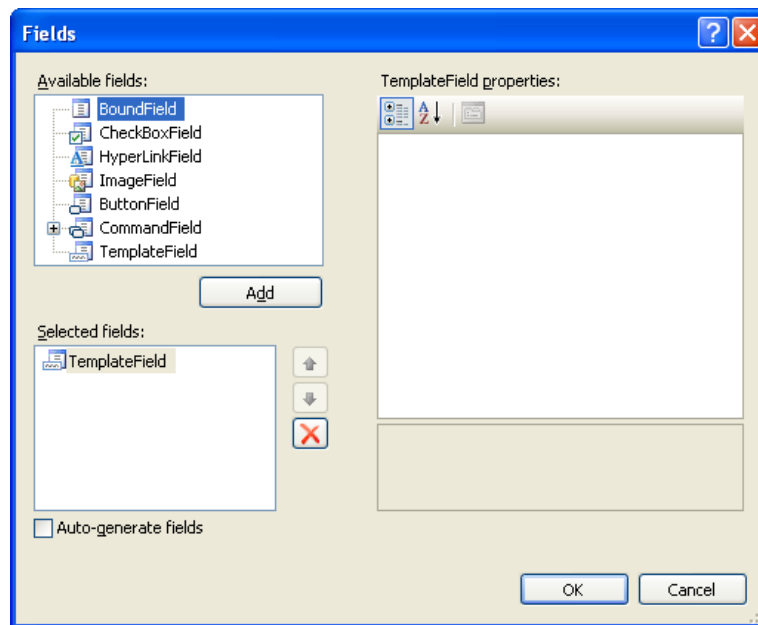 Fields
Available fields:
BoundField
CheckBoxField
HyperLinkField
ImageField
ButtonField
CommandField
TemplateField
Add
Selected fields:
TemplateField
Auto-generate fields
TemplateField properties:
OK
Cancel